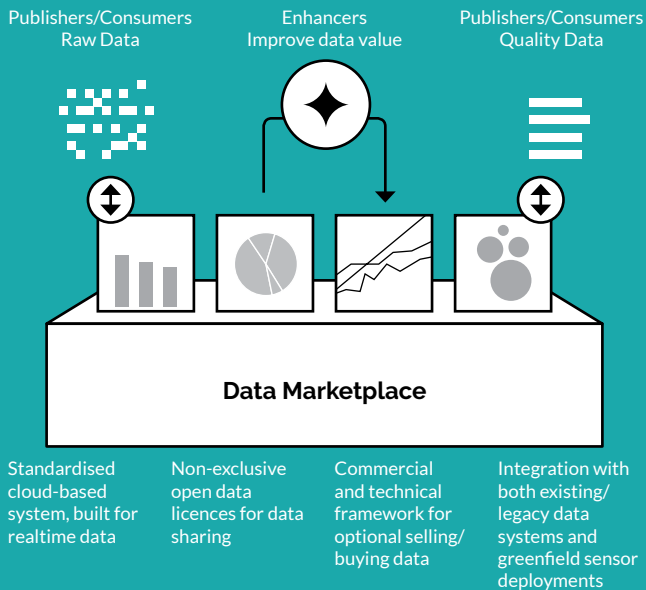 Publishers/Consumers
Raw Data
Enhancers
Improve data value
Publishers/Consumers
Quality Data
Data Marketplace
Standardised
cloud-based
system, built for
realtime data
Non-exclusive
open data
licences for data
sharing
Commercial
and technical
framework for
optional selling/
buying data
Integration with
both existing/
legacy data
systems and
greenfield sensor
deployments